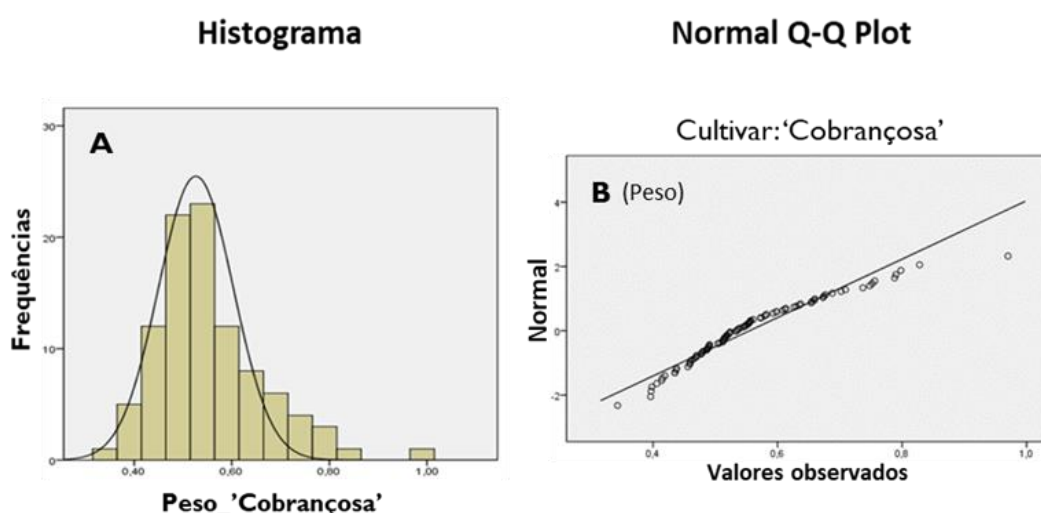 Histograma
A
Frequências
30
20
10
0
0,40
0,60
0,80
1,00
Peso_'Cobrançosa'
Normal Q-Q Plot
Cultivar:'Cobrançosa'
B (Peso)
Normal
4
2
0
-2
0,4
0,6
0,8
1,0
Valores observados